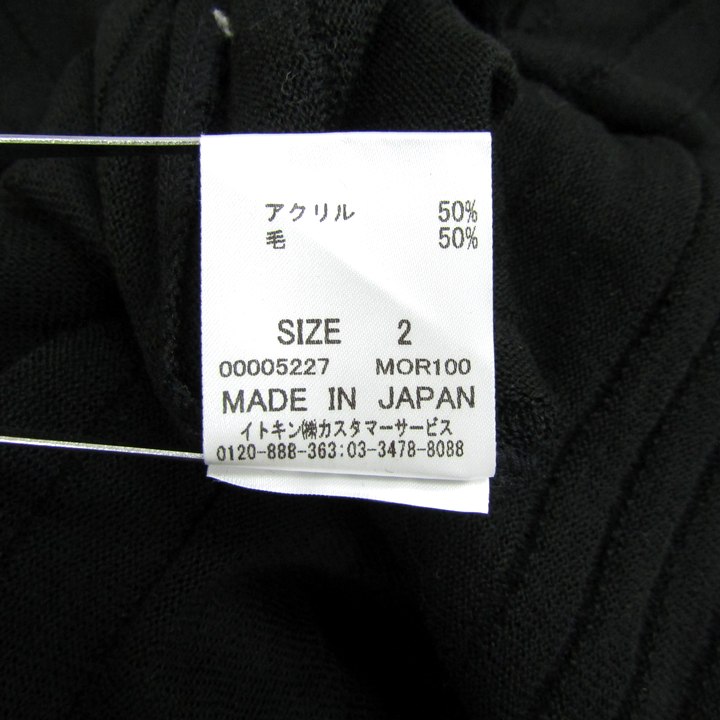 アクリル 50%
毛 50%
SIZE 2
00005227 MOR100
MADE IN JAPAN
イトキン㈱カスタマーサービス
0120-888-363:03-3478-8088